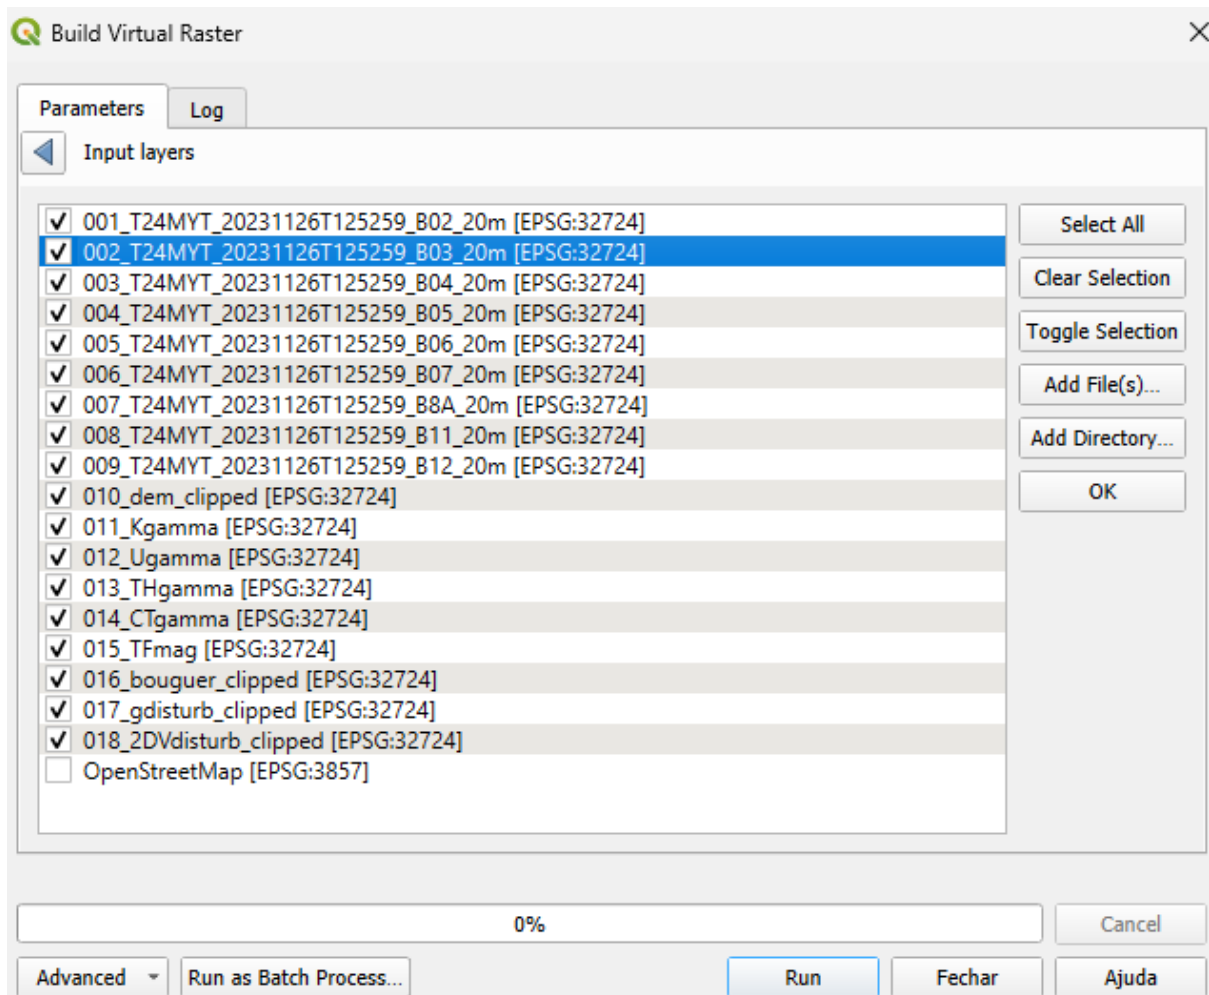 Build Virtual Raster
Parameters Log
Input layers
001_T24MYT_20231126T125259_B02_20m [EPSG:32724]
002_T24MYT_20231126T125259_B03_20m [EPSG:32724]
003_T24MYT_20231126T125259_B04_20m [EPSG:32724]
004_T24MYT_20231126T125259_B05_20m [EPSG:32724]
005_T24MYT_20231126T125259_B06_20m [EPSG:32724]
006_T24MYT_20231126T125259_B07_20m [EPSG:32724]
007_T24MYT_20231126T125259_B8A_20m [EPSG:32724]
008_T24MYT_20231126T125259_B11_20m [EPSG:32724]
009_T24MYT_20231126T125259_B12_20m [EPSG:32724]
010_dem_clipped [EPSG:32724]
011_Kgamma [EPSG:32724]
012_Ugamma [EPSG:32724]
013_THgamma [EPSG:32724]
014_CTgamma [EPSG:32724]
015_TFmag [EPSG:32724]
016_bouguer_clipped [EPSG:32724]
017_gdisturb_clipped [EPSG:32724]
018_2DVdisturb_clipped [EPSG:32724]
OpenStreetMap [EPSG:3857]
Select All
Clear Selection
Toggle Selection
Add File(s)...
Add Directory...
OK
0%
Cancel
Advanced
Run as Batch Process...
Run
Fechar
Ajuda